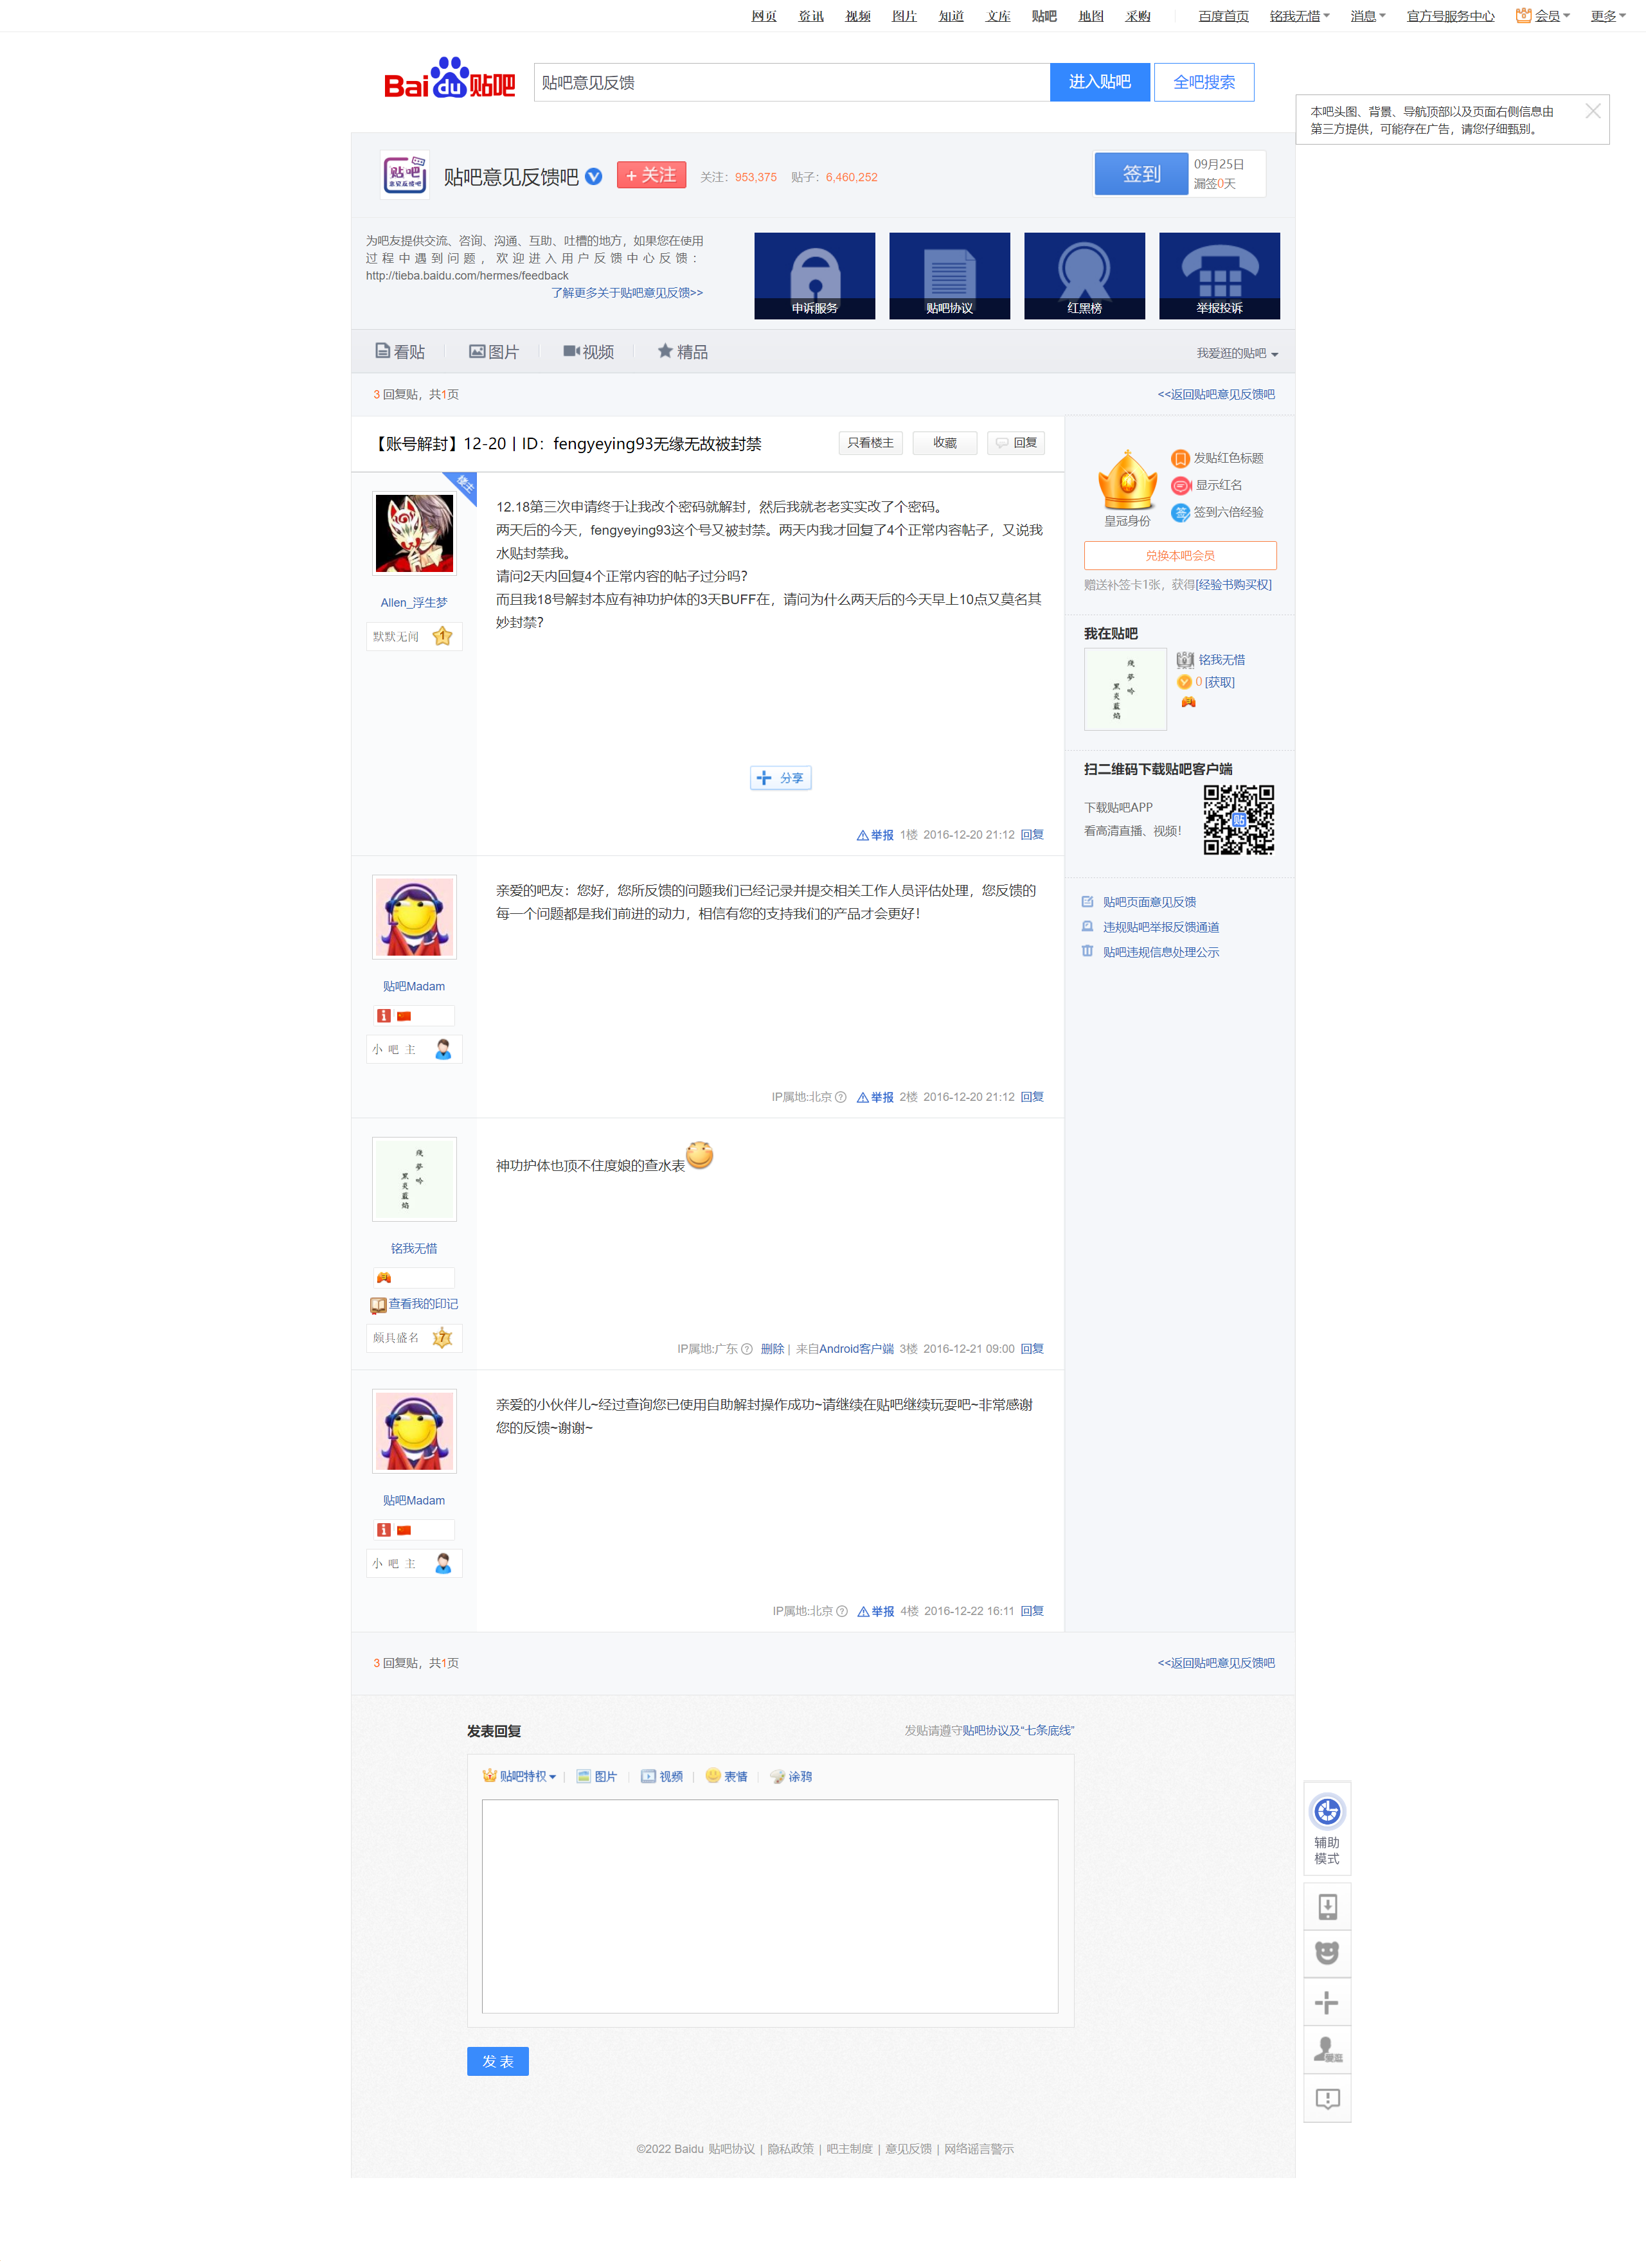 网页 资讯 视频 图片 知道 文库 贴吧 地图 采购 百度首页 铭我无惜 消息 官方号服务中心 会员 更多
Bai du 贴吧 贴吧意见反馈 进入贴吧 全吧搜索
本吧头图、背景、导航顶部以及页面右侧信息由
第三方提供，可能存在广告，请您仔细甄别。
贴吧
意见反馈吧
贴吧意见反馈吧 + 关注 关注：953,375 贴子：6,460,252
签到 09月25日
漏签0天
为吧友提供交流、咨询、沟通、互助、吐槽的地方，如果您在使用
过程中遇到问题，欢迎进入用户反馈中心反馈：
http://tieba.baidu.com/hermes/feedback
了解更多关于贴吧意见反馈>>
申诉服务 贴吧协议 红黑榜 举报投诉
看贴 图片 视频 精品 我爱逛的贴吧
3 回复贴，共1页 <<返回贴吧意见反馈吧
【账号解封】12-20丨ID：fengyeying93无缘无故被封禁 只看楼主 收藏 回复
楼主
Allen_浮生梦
默默无闻 1
12.18第三次申请终于让我改个密码就解封，然后我就老老实实改了个密码。
两天后的今天，fengyeying93这个号又被封禁。两天内我才回复了4个正常内容帖子，又说我
水贴封禁我。
请问2天内回复4个正常内容的帖子过分吗？
而且我18号解封本应有神功护体的3天BUFF在，请问为什么两天后的今天早上10点又莫名其
妙封禁？
分享
举报 1楼 2016-12-20 21:12 回复
贴吧Madam
小吧主
亲爱的吧友：您好，您所反馈的问题我们已经记录并提交相关工作人员评估处理，您反馈的
每一个问题都是我们前进的动力，相信有您的支持我们的产品才会更好！
IP属地:北京 举报 2楼 2016-12-20 21:12 回复
残梦吟
黑炎蓝焰
铭我无惜
查看我的印记
颇具盛名 7
神功护体也顶不住度娘的查水表
IP属地:广东 删除 | 来自Android客户端 3楼 2016-12-21 09:00 回复
贴吧Madam
小吧主
亲爱的小伙伴儿~经过查询您已使用自助解封操作成功~请继续在贴吧继续玩耍吧~非常感谢
您的反馈~谢谢~
IP属地:北京 举报 4楼 2016-12-22 16:11 回复
皇冠身份
发贴红色标题
显示红名
签 签到六倍经验
兑换本吧会员
赠送补签卡1张，获得[经验书购买权]
我在贴吧
残梦吟
黑炎蓝焰
铭我无惜
0 [获取]
扫二维码下载贴吧客户端
下载贴吧APP
看高清直播、视频！
贴
贴吧页面意见反馈
违规贴吧举报反馈通道
贴吧违规信息处理公示
3 回复贴，共1页 <<返回贴吧意见反馈吧
发表回复 发贴请遵守贴吧协议及“七条底线”
贴吧特权 | 图片 | 视频 | 表情 | 涂鸦
发 表
辅助
模式
爱逛
©2022 Baidu 贴吧协议 | 隐私政策 | 吧主制度 | 意见反馈 | 网络谣言警示